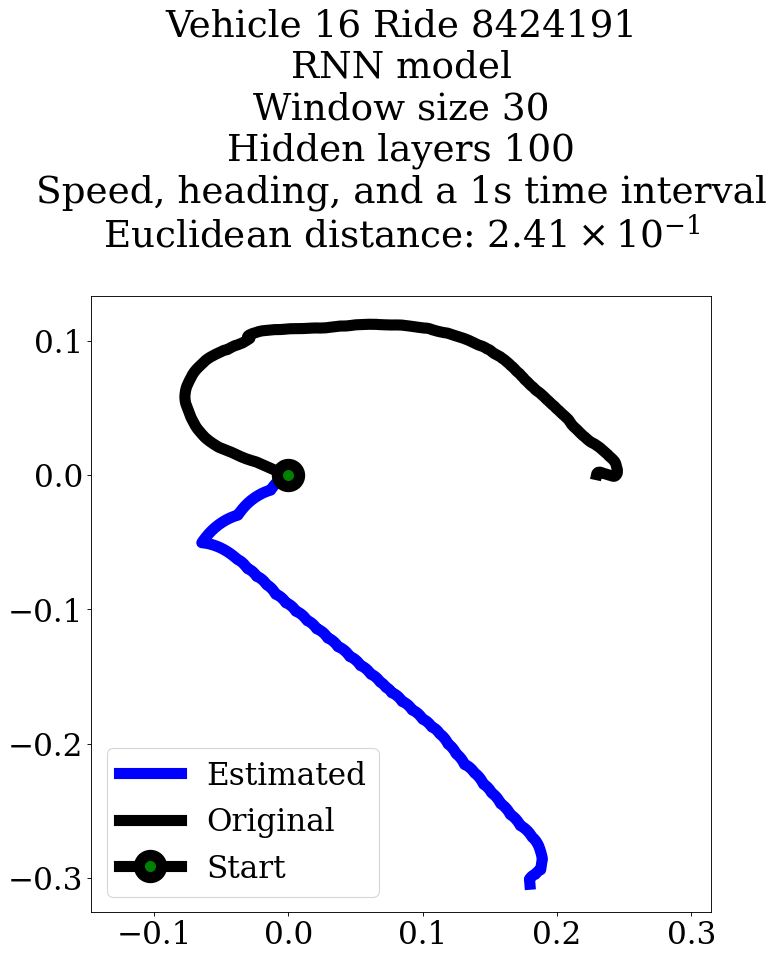 Vehicle 16 Ride 8424191
RNN model
Window size 30
Hidden layers 100
Speed, heading, and a 1s time interval
Euclidean distance: 2.41 × 10⁻¹
0.1
0.0
−0.1
−0.2
−0.3
Estimated
Original
Start
−0.1 0.0 0.1 0.2 0.3